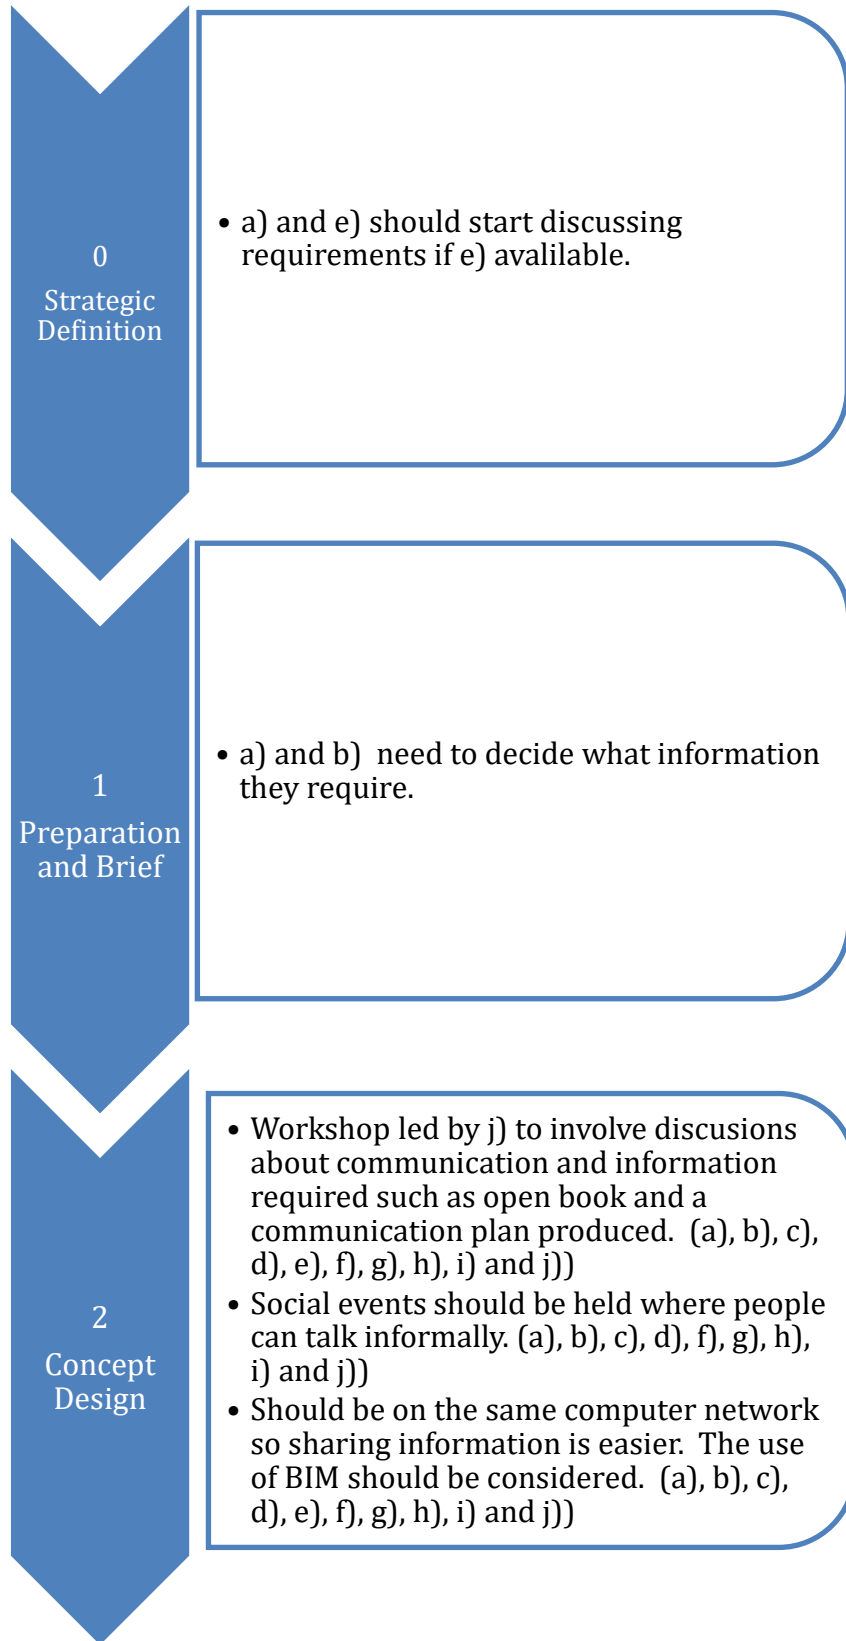 0
Strategic
Definition
• a) and e) should start discussing
requirements if e) avalilable.
1
Preparation
and Brief
• a) and b)  need to decide what information
they require.
2
Concept
Design
• Workshop led by j) to involve discusions
about communication and information
required such as open book and a
communication plan produced.  (a), b), c),
d), e), f), g), h), i) and j))
• Social events should be held where people
can talk informally. (a), b), c), d), f), g), h),
i) and j))
• Should be on the same computer network
so sharing information is easier.  The use
of BIM should be considered.  (a), b), c),
d), e), f), g), h), i) and j))